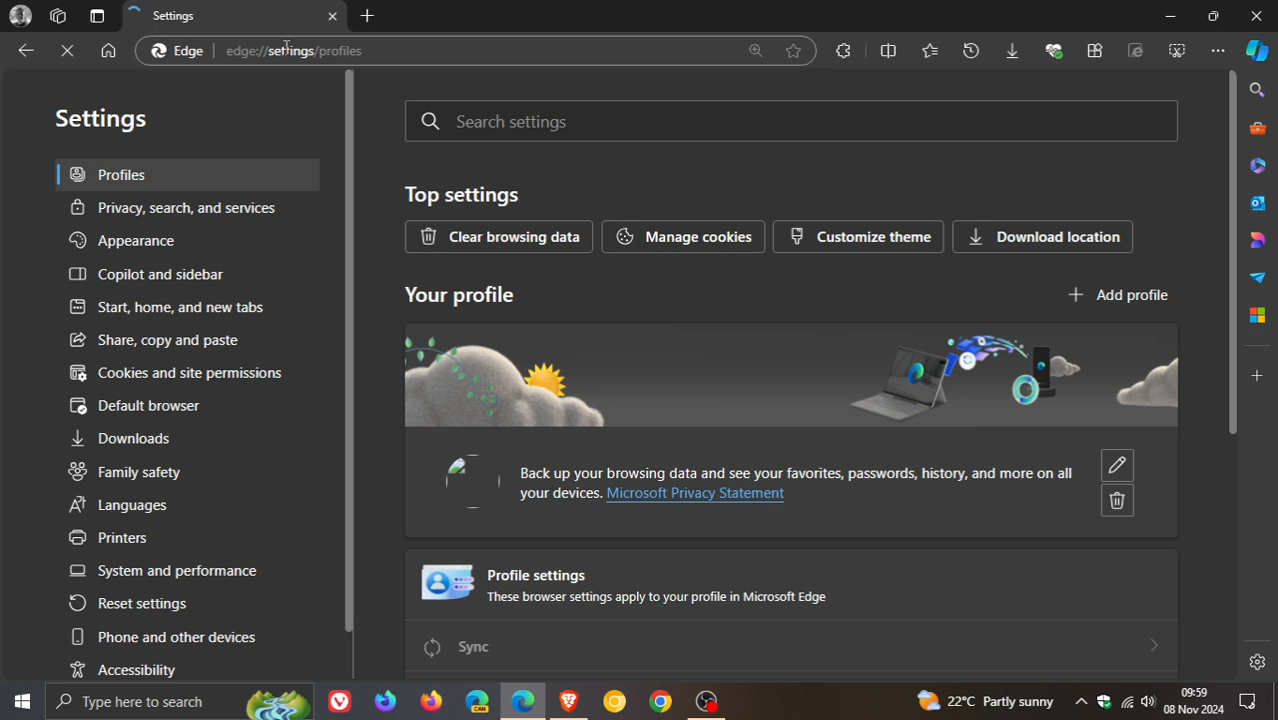 Settings
Edge
edge://settings/profiles
Settings
Profiles
Privacy, search, and services
Appearance
Copilot and sidebar
Start, home, and new tabs
Share, copy and paste
Cookies and site permissions
Default browser
Downloads
Family safety
Languages
Printers
System and performance
Reset settings
Phone and other devices
Accessibility
Search settings
Top settings
Clear browsing data
Manage cookies
Customize theme
Download location
Your profile
Add profile
Back up your browsing data and see your favorites, passwords, history, and more on all
your devices. Microsoft Privacy Statement
Profile settings
These browser settings apply to your profile in Microsoft Edge
Sync
Type here to search
CAN
22°C Partly sunny
09:59
08 Nov 2024